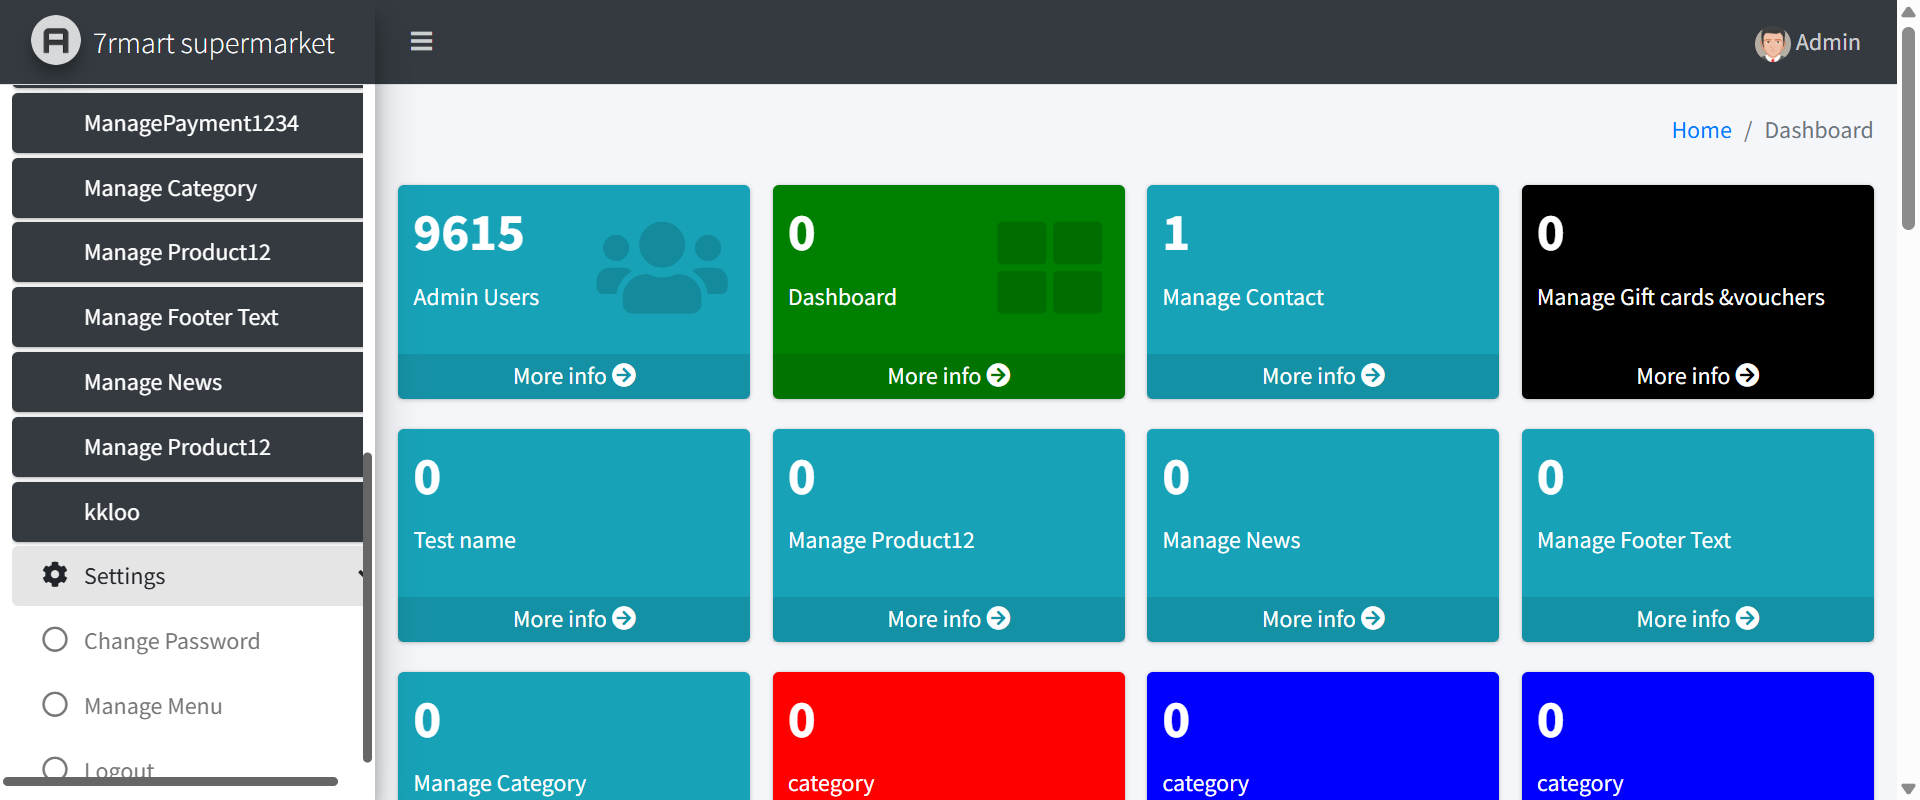 7rmart supermarket
Admin
ManagePayment1234
Manage Category
Manage Product12
Manage Footer Text
Manage News
Manage Product12
kkloo
Settings
Change Password
Manage Menu
Logout
Home / Dashboard
9615
Admin Users
More info
0
Dashboard
More info
1
Manage Contact
More info
0
Manage Gift cards &vouchers
More info
0
Test name
More info
0
Manage Product12
More info
0
Manage News
More info
0
Manage Footer Text
More info
0
Manage Category
0
category
0
category
0
category